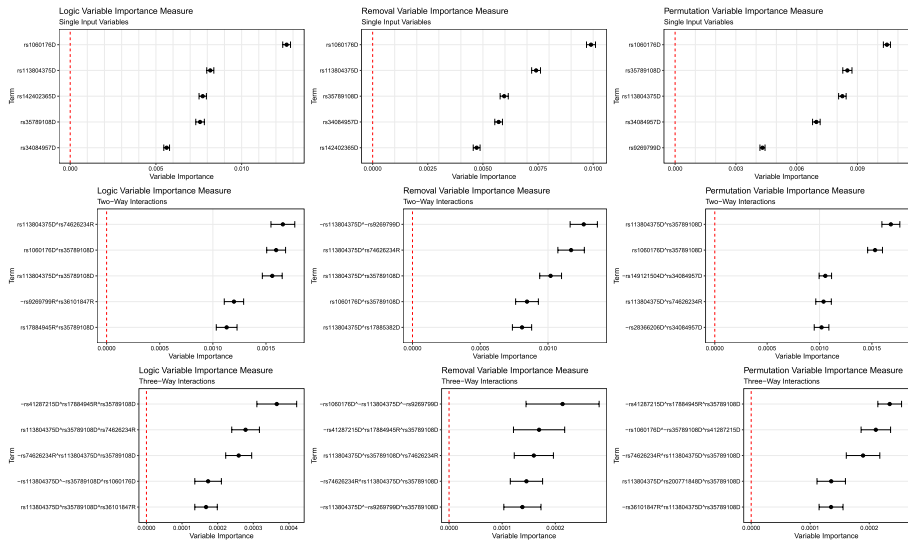 Logic Variable Importance Measure
Single Input Variables
rs1060176D
rs113804375D
rs142402365D
rs35789108D
rs34084957D
Term
0.000
0.005
0.010
Variable Importance
Removal Variable Importance Measure
Single Input Variables
rs1060176D
rs113804375D
rs35789108D
rs34084957D
rs142402365D
Term
0.0000
0.0025
0.0050
0.0075
0.0100
Variable Importance
Permutation Variable Importance Measure
Single Input Variables
rs1060176D
rs35789108D
rs113804375D
rs34084957D
rs9269799D
Term
0.000
0.003
0.006
0.009
Variable Importance
Logic Variable Importance Measure
Two−Way Interactions
rs113804375D^rs74626234R
rs1060176D^rs35789108D
rs113804375D^rs35789108D
−rs9269799R^rs36101847R
rs17884945R^rs35789108D
Term
0.0000
0.0005
0.0010
0.0015
Variable Importance
Removal Variable Importance Measure
Two−Way Interactions
−rs113804375D^−rs9269799D
rs113804375D^rs74626234R
rs113804375D^rs35789108D
rs1060176D^rs35789108D
rs113804375D^rs17885382D
Term
0.0000
0.0005
0.0010
Variable Importance
Permutation Variable Importance Measure
Two−Way Interactions
rs113804375D^rs35789108D
rs1060176D^rs35789108D
−rs149121504D^rs34084957D
rs113804375D^rs74626234R
−rs28366206D^rs34084957D
Term
0.0000
0.0005
0.0010
0.0015
Variable Importance
Logic Variable Importance Measure
Three−Way Interactions
−rs41287215D^rs17884945R^rs35789108D
rs113804375D^rs35789108D^rs74626234R
−rs74626234R^rs113804375D^rs35789108D
−rs113804375D^−rs35789108D^rs1060176D
rs113804375D^rs35789108D^rs36101847R
Term
0.0000
0.0001
0.0002
0.0003
0.0004
Variable Importance
Removal Variable Importance Measure
Three−Way Interactions
−rs1060176D^−rs113804375D^−rs9269799D
−rs41287215D^rs17884945R^rs35789108D
rs113804375D^rs35789108D^rs74626234R
−rs74626234R^rs113804375D^rs35789108D
−rs113804375D^−rs9269799D^rs35789108D
Term
0.0000
0.0001
0.0002
Variable Importance
Permutation Variable Importance Measure
Three−Way Interactions
−rs41287215D^rs17884945R^rs35789108D
−rs1060176D^−rs35789108D^rs41287215D
−rs74626234R^rs113804375D^rs35789108D
rs113804375D^rs200771848D^rs35789108D
−rs36101847R^rs113804375D^rs35789108D
Term
0.0000
0.0001
0.0002
Variable Importance